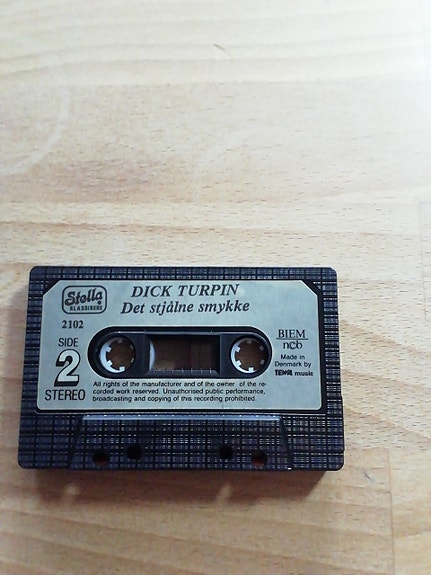 Stella
KLASSIKERE
DICK TURPIN
Det stjålne smykke
2102
SIDE
2
STEREO
BIEM
ncb
Made in
Denmark by
music
All rights of the manufacturer and of the owner of the re-
corded work reserved. Unauthorised public performance,
broadcasting and copying of this recording prohibited.